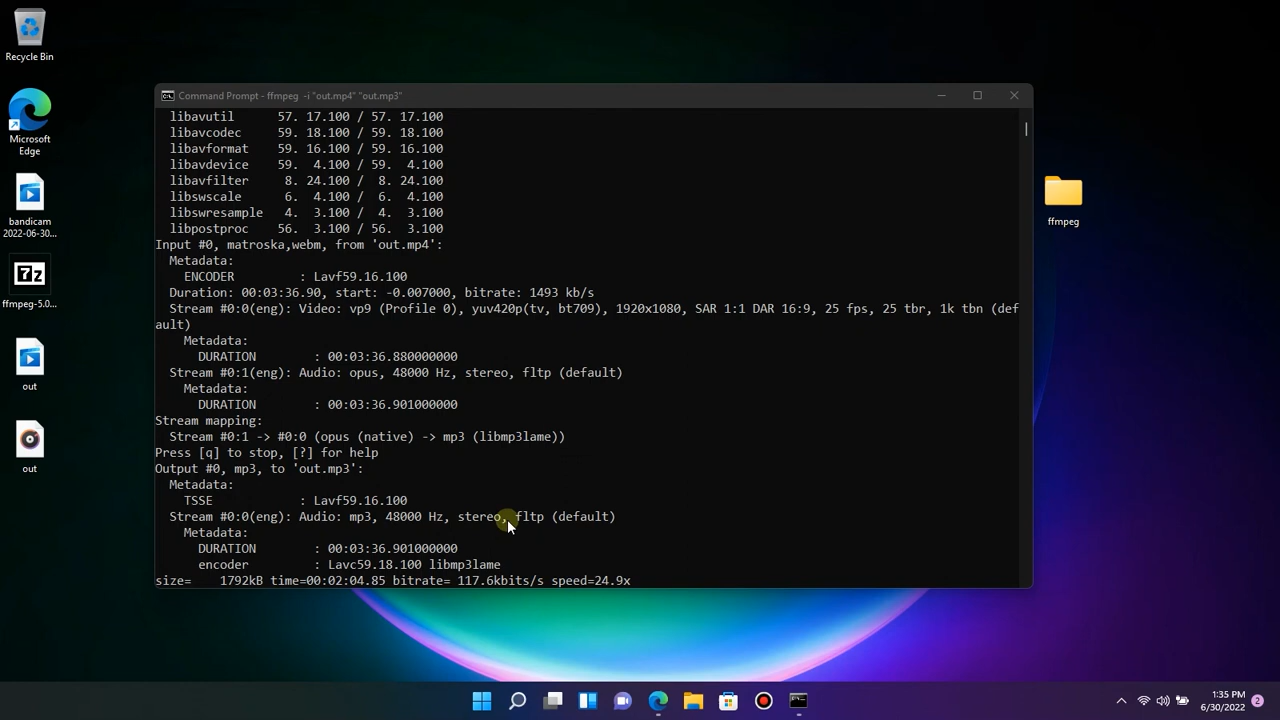 Recycle Bin
Microsoft
Edge
bandicam
2022-06-30...
7z
ffmpeg-5.0...
out
out
Command Prompt - ffmpeg  -i "out.mp4" "out.mp3"
libavutil      57. 17.100 / 57. 17.100
libavcodec     59. 18.100 / 59. 18.100
libavformat    59. 16.100 / 59. 16.100
libavdevice    59.  4.100 / 59.  4.100
libavfilter     8. 24.100 /  8. 24.100
libswscale      6.  4.100 /  6.  4.100
libswresample   4.  3.100 /  4.  3.100
libpostproc    56.  3.100 / 56.  3.100
Input #0, matroska,webm, from 'out.mp4':
Metadata:
ENCODER         : Lavf59.16.100
Duration: 00:03:36.90, start: -0.007000, bitrate: 1493 kb/s
Stream #0:0(eng): Video: vp9 (Profile 0), yuv420p(tv, bt709), 1920x1080, SAR 1:1 DAR 16:9, 25 fps, 25 tbr, 1k tbn (def
ault)
Metadata:
DURATION        : 00:03:36.880000000
Stream #0:1(eng): Audio: opus, 48000 Hz, stereo, fltp (default)
Metadata:
DURATION        : 00:03:36.901000000
Stream mapping:
Stream #0:1 -> #0:0 (opus (native) -> mp3 (libmp3lame))
Press [q] to stop, [?] for help
Output #0, mp3, to 'out.mp3':
Metadata:
TSSE            : Lavf59.16.100
Stream #0:0(eng): Audio: mp3, 48000 Hz, stereo, fltp (default)
Metadata:
DURATION        : 00:03:36.901000000
encoder         : Lavc59.18.100 libmp3lame
size=    1792kB time=00:02:04.85 bitrate= 117.6kbits/s speed=24.9x
ffmpeg
1:35 PM
6/30/2022
2